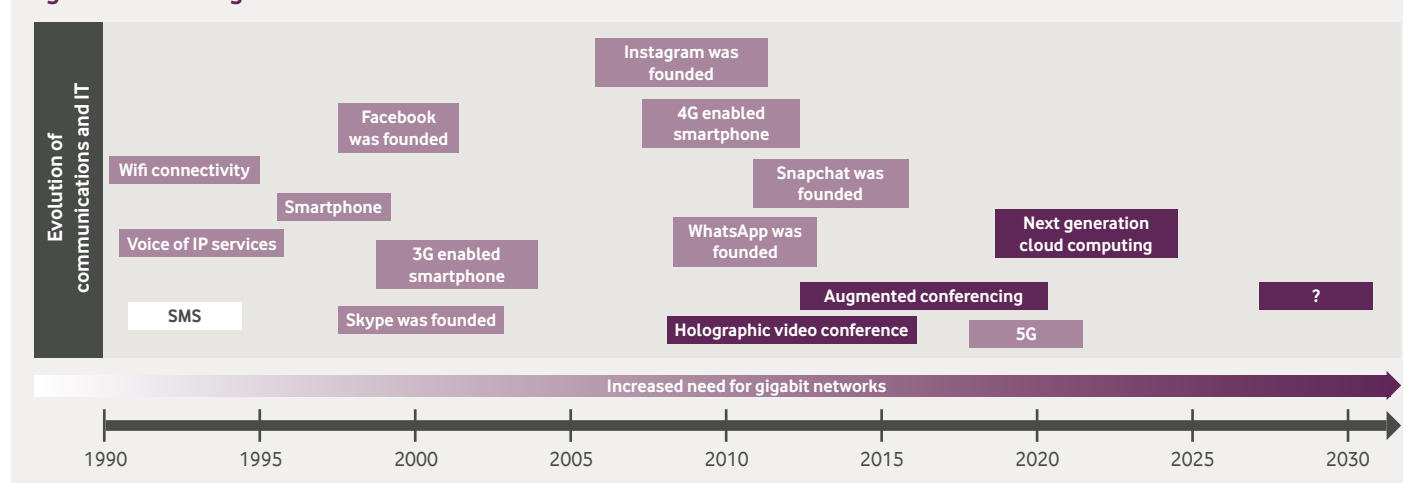 Evolution of
communications and IT
Instagram was
founded
Facebook
was founded
4G enabled
smartphone
Wifi connectivity
Snapchat was
founded
Smartphone
Voice of IP services
3G enabled
smartphone
WhatsApp was
founded
Next generation
cloud computing
SMS
Skype was founded
Augmented conferencing
?
Holographic video conference
5G
Increased need for gigabit networks
1990
1995
2000
2005
2010
2015
2020
2025
2030